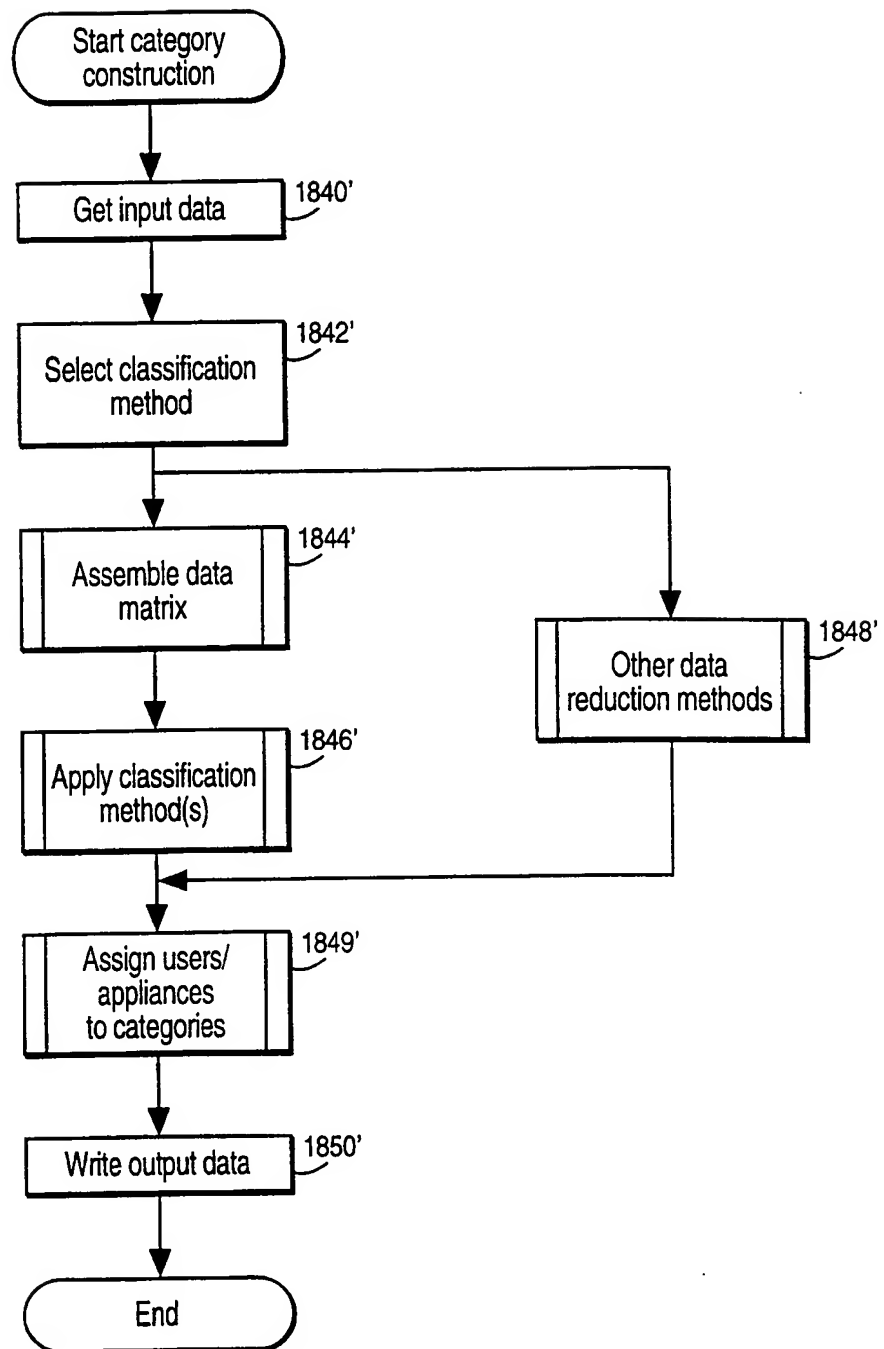 Start category
construction
Get input data
1840'
Select classification
method
1842'
Assemble data
matrix
1844'
Other data
reduction methods
1848'
Apply classification
method(s)
1846'
Assign users/
appliances
to categories
1849'
Write output data
1850'
End